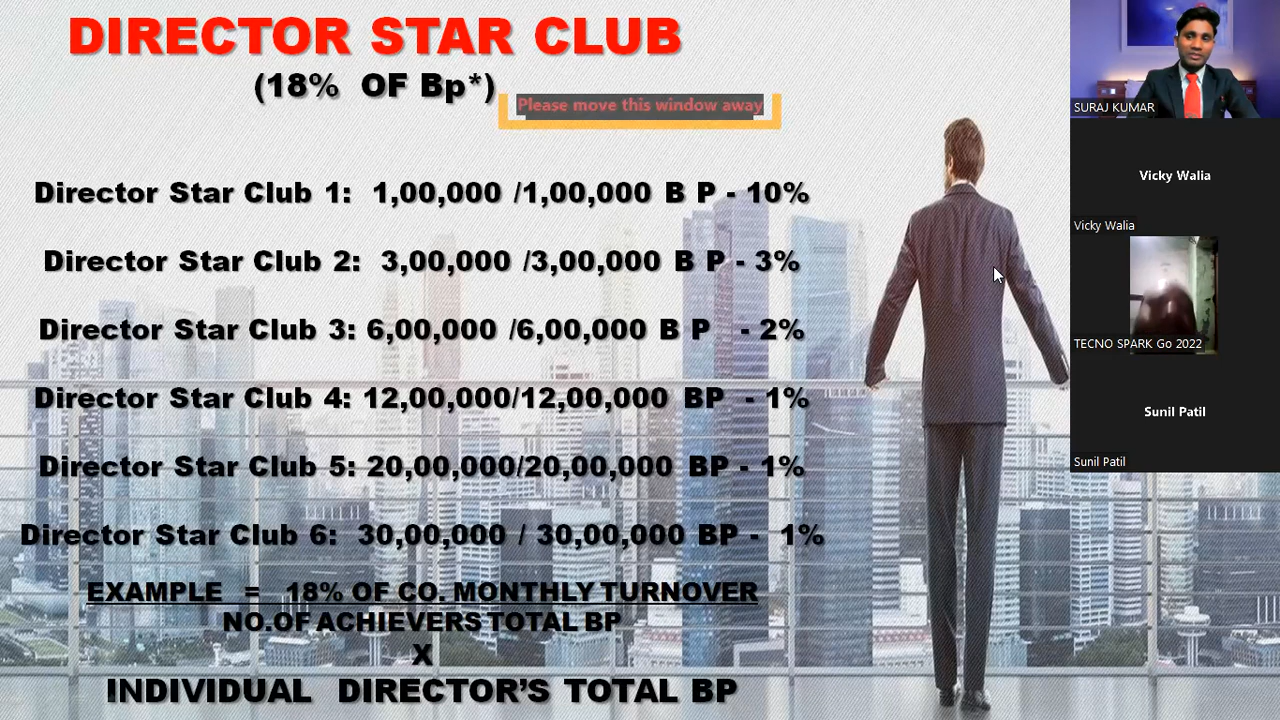 DIRECTOR STAR CLUB
(18% OF Bp*)
Please move this window away
Director Star Club 1: 1,00,000 /1,00,000 B P - 10%
Director Star Club 2: 3,00,000 /3,00,000 B P - 3%
Director Star Club 3: 6,00,000 /6,00,000 B P - 2%
Director Star Club 4: 12,00,000/12,00,000 BP - 1%
Director Star Club 5: 20,00,000/20,00,000 BP - 1%
Director Star Club 6: 30,00,000 / 30,00,000 BP - 1%
EXAMPLE = 18% OF CO. MONTHLY TURNOVER
NO.OF ACHIEVERS TOTAL BP
X
INDIVIDUAL DIRECTOR'S TOTAL BP
SURAJ KUMAR
Vicky Walia
Vicky Walia
TECNO SPARK Go 2022
Sunil Patil
Sunil Patil